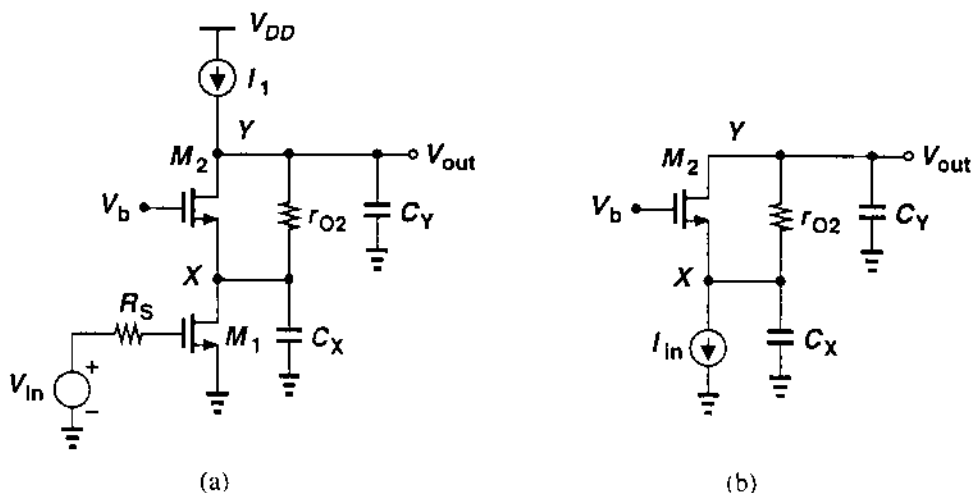 V_DD
I_1
Y
M_2
V_out
V_b
r_O2
C_Y
X
R_S
M_1
C_X
V_in
+
−
(a)
Y
M_2
V_out
V_b
r_O2
C_Y
X
I_in
C_X
(b)